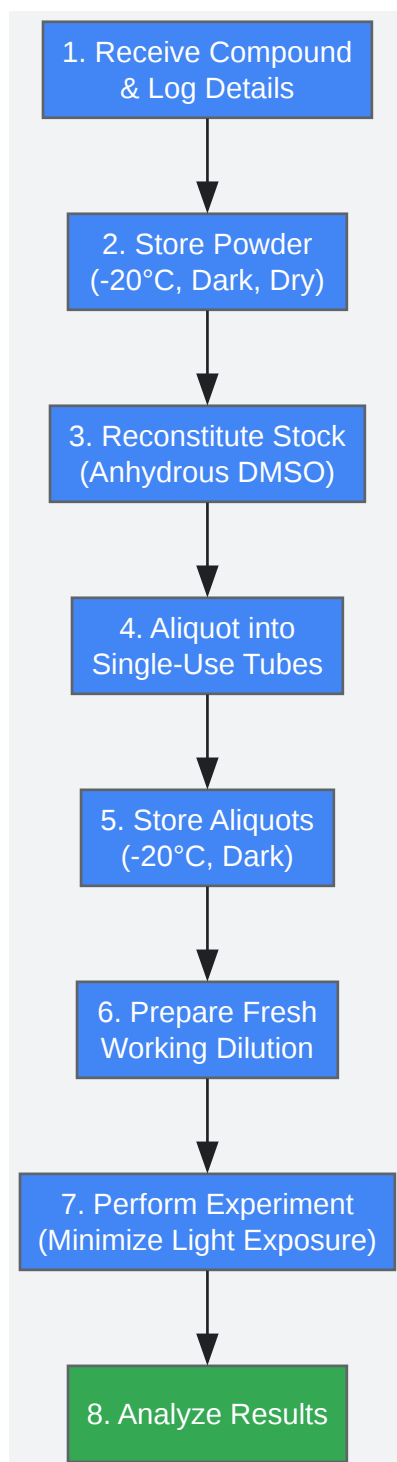 1. Receive Compound
& Log Details
2. Store Powder
(-20°C, Dark, Dry)
3. Reconstitute Stock
(Anhydrous DMSO)
4. Aliquot into
Single-Use Tubes
5. Store Aliquots
(-20°C, Dark)
6. Prepare Fresh
Working Dilution
7. Perform Experiment
(Minimize Light Exposure)
8. Analyze Results